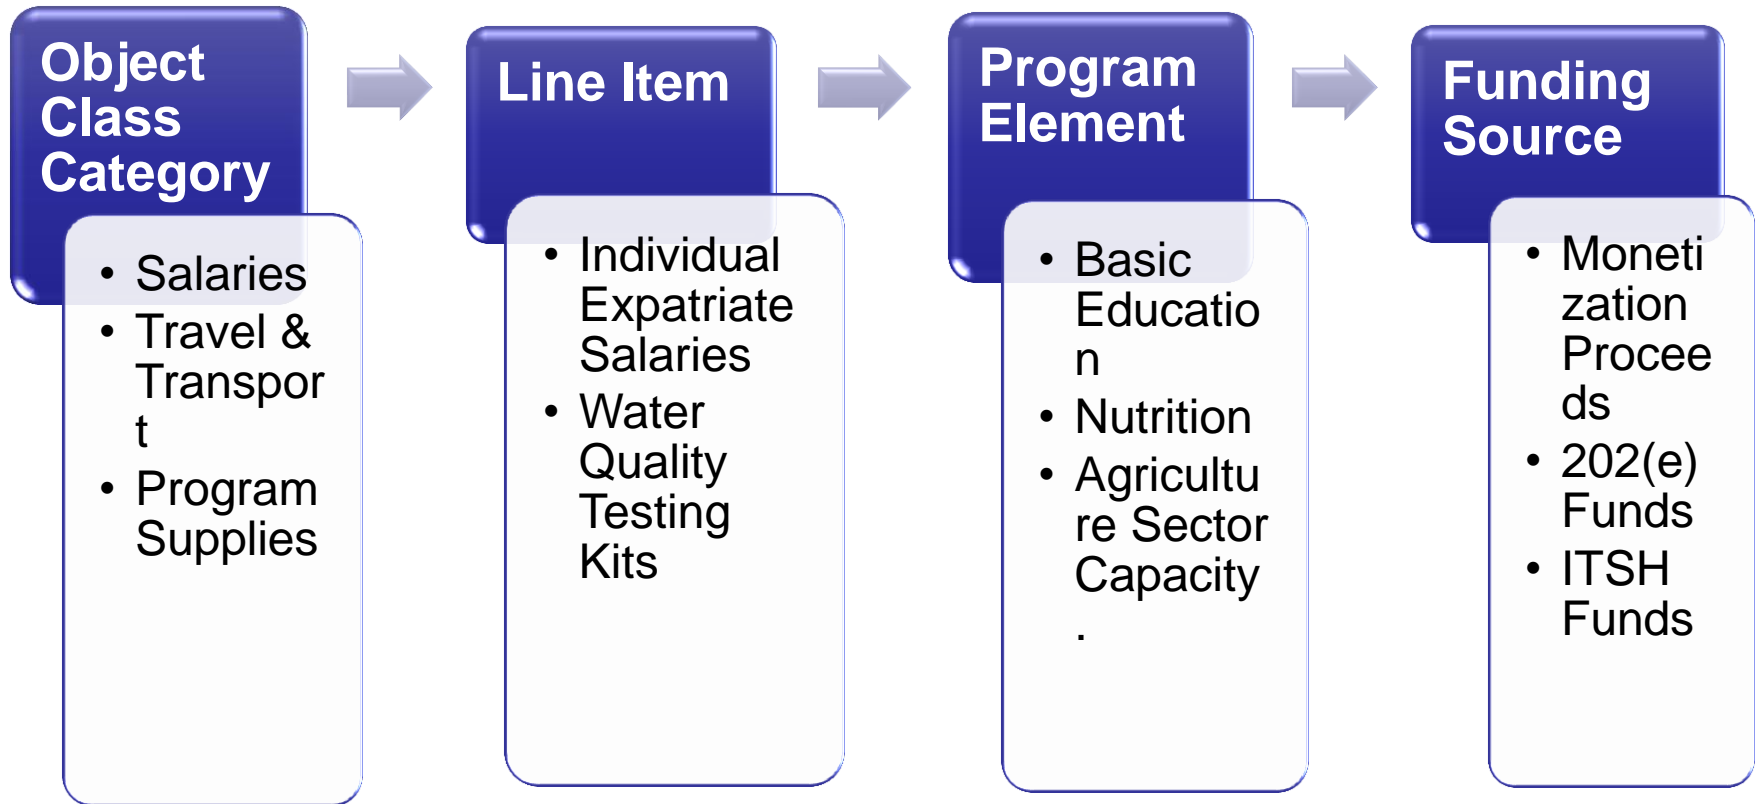 Object
Class
Category
• Salaries
• Travel &
Transpor
t
• Program
Supplies
Line Item
• Individual
Expatriate
Salaries
• Water
Quality
Testing
Kits
Program
Element
• Basic
Educatio
n
• Nutrition
• Agricultu
re Sector
Capacity
.
Funding
Source
• Moneti
zation
Procee
ds
• 202(e)
Funds
• ITSH
Funds